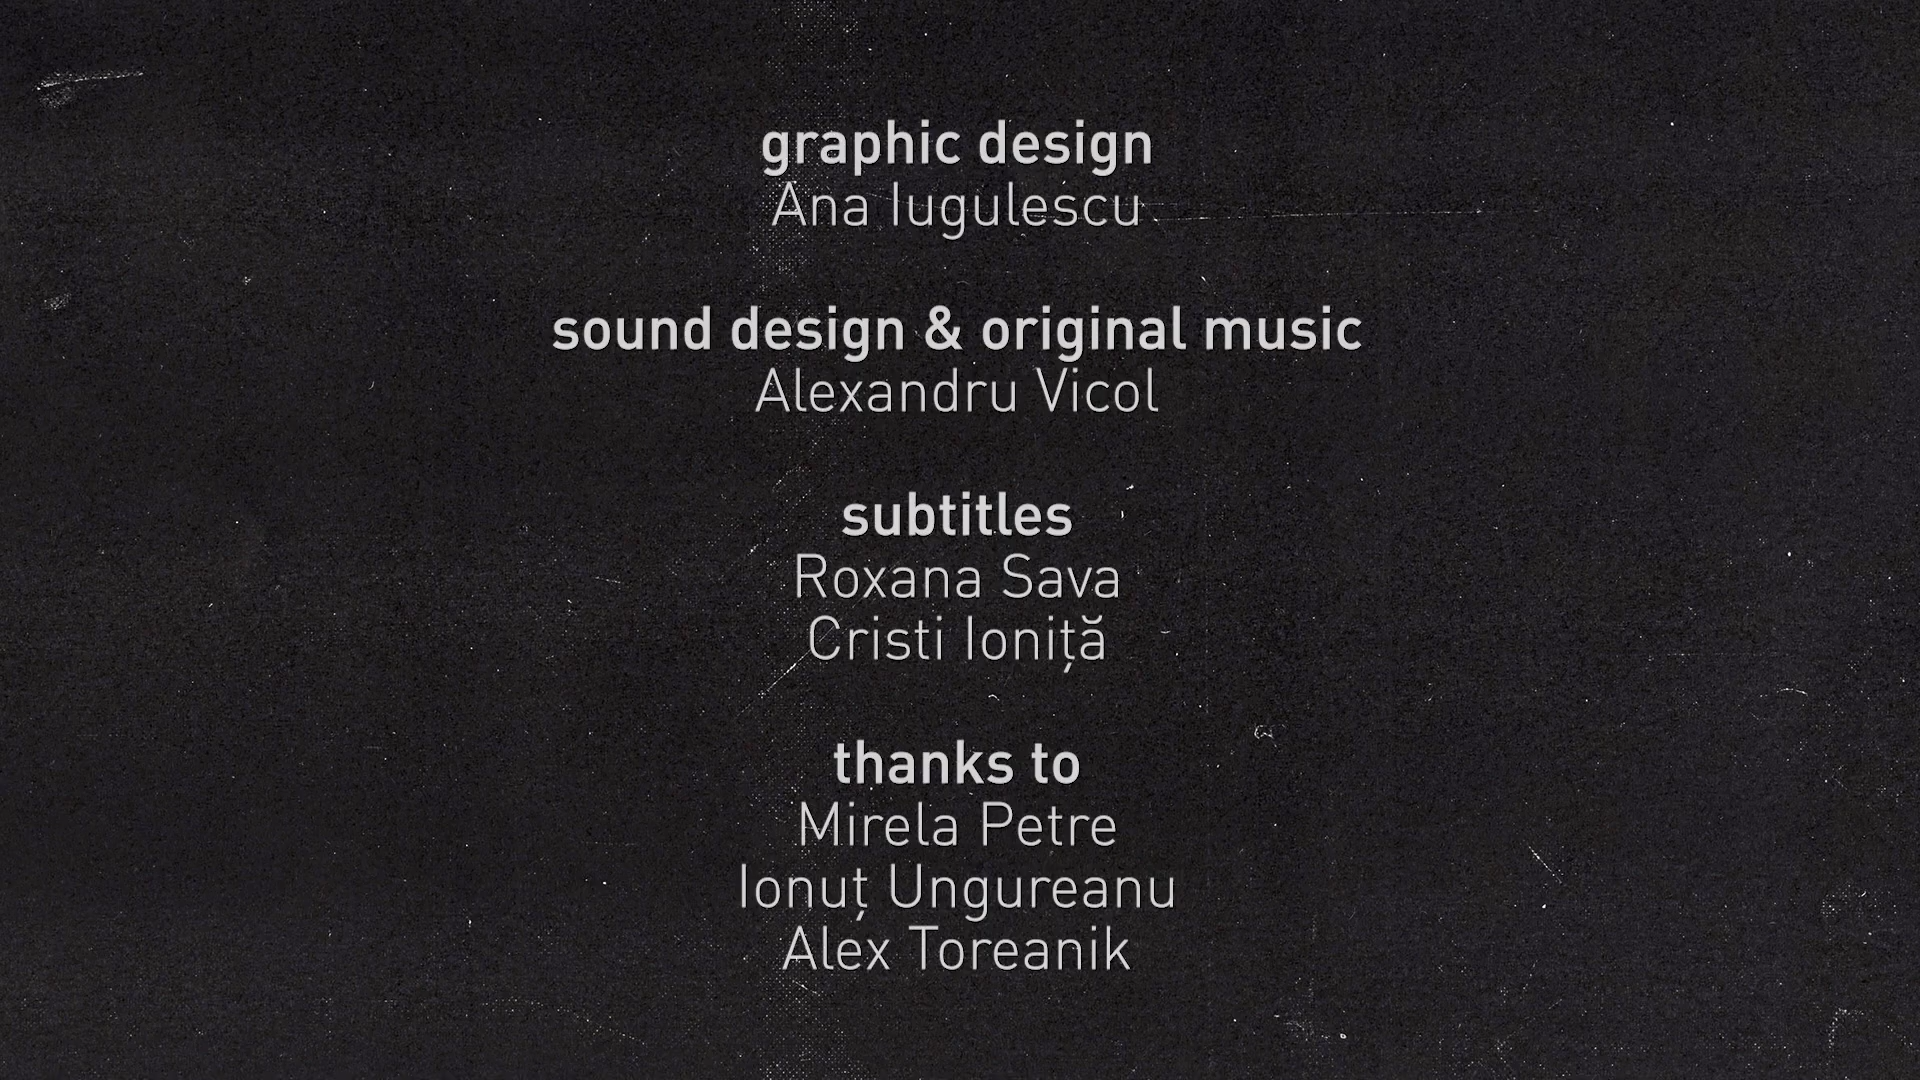 graphic design
Ana Iugulescu
sound design & original music
Alexandru Vicol
subtitles
Roxana Sava
Cristi Ioniță
thanks to
Mirela Petre
Ionuț Ungureanu
Alex Toreanik